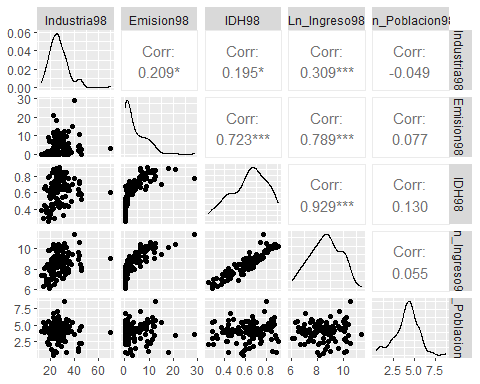 Industria98 Emision98 IDH98 Ln_Ingreso98 n_Poblacion98
0.06
0.04
0.02
0.00
Corr:
0.209*
Corr:
0.195*
Corr:
0.309***
Corr:
-0.049
Industria98
30
20
10
0
Corr:
0.723***
Corr:
0.789***
Corr:
0.077
Emision98
0.8
0.6
0.4
Corr:
0.929***
Corr:
0.130
IDH98
10
8
6
Corr:
0.055
n_Ingreso9
7.5
5.0
2.5
Poblacion
20 40 60 0 10 20 30 0.4 0.6 0.8 6 8 10 2.5 5.0 7.5